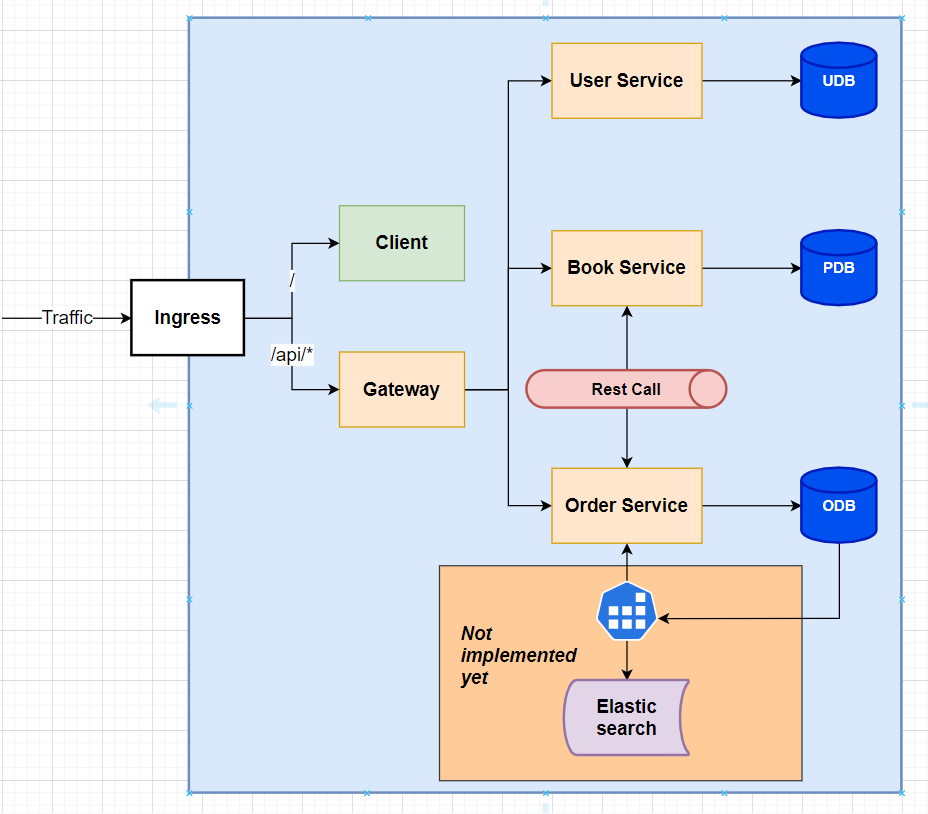 User Service
UDB
Client
Book Service
PDB
/
Traffic
Ingress
/api/*
Gateway
Rest Call
Order Service
ODB
Not
implemented
yet
Elastic
search